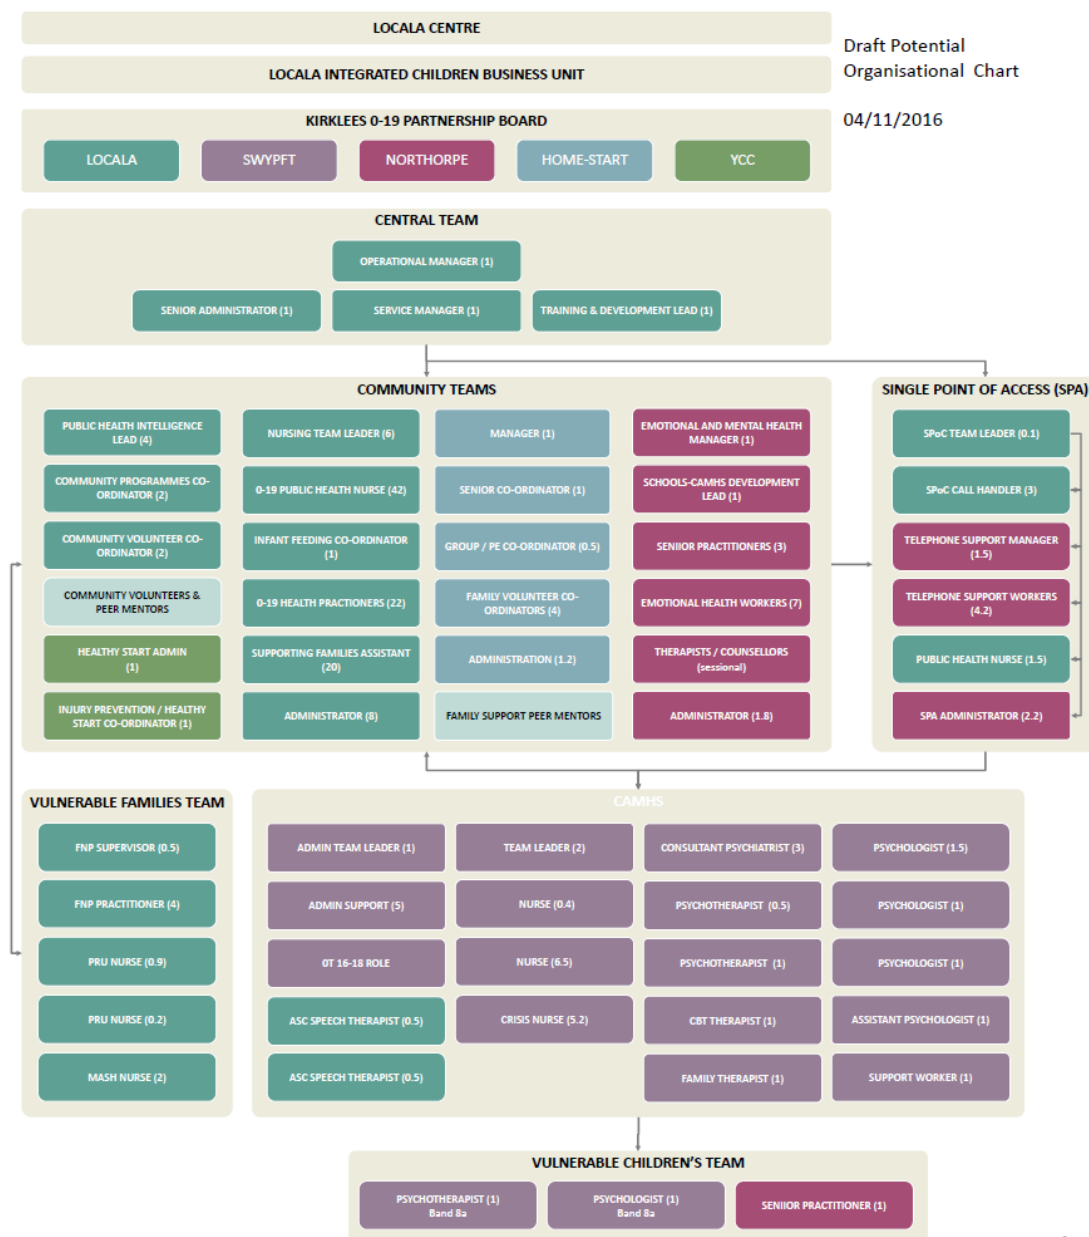 LOCALA CENTRE
Draft Potential
Organisational Chart
LOCALA INTEGRATED CHILDREN BUSINESS UNIT
04/11/2016
KIRKLEES 0-19 PARTNERSHIP BOARD
LOCALA
SWYPFT
NORTHORPE
HOME-START
YCC
CENTRAL TEAM
OPERATIONAL MANAGER (1)
SENIOR ADMINISTRATOR (1)
SERVICE MANAGER (1)
TRAINING & DEVELOPMENT LEAD (1)
COMMUNITY TEAMS
PUBLIC HEALTH INTELLIGENCE
LEAD (4)
COMMUNITY PROGRAMMES CO-
ORDINATOR (2)
COMMUNITY VOLUNTEER CO-
ORDINATOR (2)
COMMUNITY VOLUNTEERS &
PEER MENTORS
HEALTHY START ADMIN
(1)
INJURY PREVENTION / HEALTHY
START CO-ORDINATOR (1)
NURSING TEAM LEADER (6)
0-19 PUBLIC HEALTH NURSE (42)
INFANT FEEDING CO-ORDINATOR
(1)
0-19 HEALTH PRACTIONERS (22)
SUPPORTING FAMILIES ASSISTANT
(20)
ADMINISTRATOR (8)
MANAGER (1)
SENIOR CO-ORDINATOR (1)
GROUP / PE CO-ORDINATOR (0.5)
FAMILY VOLUNTEER CO-
ORDINATORS (4)
ADMINISTRATION (1.2)
FAMILY SUPPORT PEER MENTORS
EMOTIONAL AND MENTAL HEALTH
MANAGER (1)
SCHOOLS-CAMHS DEVELOPMENT
LEAD (1)
SENIIOR PRACTITIONERS (3)
EMOTIONAL HEALTH WORKERS (7)
THERAPISTS / COUNSELLORS
(sessional)
ADMINISTRATOR (1.8)
SINGLE POINT OF ACCESS (SPA)
SPoC TEAM LEADER (0.1)
SPoC CALL HANDLER (3)
TELEPHONE SUPPORT MANAGER
(1.5)
TELEPHONE SUPPORT WORKERS
(4.2)
PUBLIC HEALTH NURSE (1.5)
SPA ADMINISTRATOR (2.2)
VULNERABLE FAMILIES TEAM
FNP SUPERVISOR (0.5)
FNP PRACTITIONER (4)
PRU NURSE (0.9)
PRU NURSE (0.2)
MASH NURSE (2)
CAMHS
ADMIN TEAM LEADER (1)
ADMIN SUPPORT (5)
OT 16-18 ROLE
ASC SPEECH THERAPIST (0.5)
ASC SPEECH THERAPIST (0.5)
TEAM LEADER (2)
NURSE (0.4)
NURSE (6.5)
CRISIS NURSE (5.2)
CONSULTANT PSYCHIATRIST (3)
PSYCHOTHERAPIST (0.5)
PSYCHOTHERAPIST (1)
CBT THERAPIST (1)
FAMILY THERAPIST (1)
PSYCHOLOGIST (1.5)
PSYCHOLOGIST (1)
PSYCHOLOGIST (1)
ASSISTANT PSYCHOLOGIST (1)
SUPPORT WORKER (1)
VULNERABLE CHILDREN'S TEAM
PSYCHOTHERAPIST (1)
Band 8a
PSYCHOLOGIST (1)
Band 8a
SENIIOR PRACTITIONER (1)